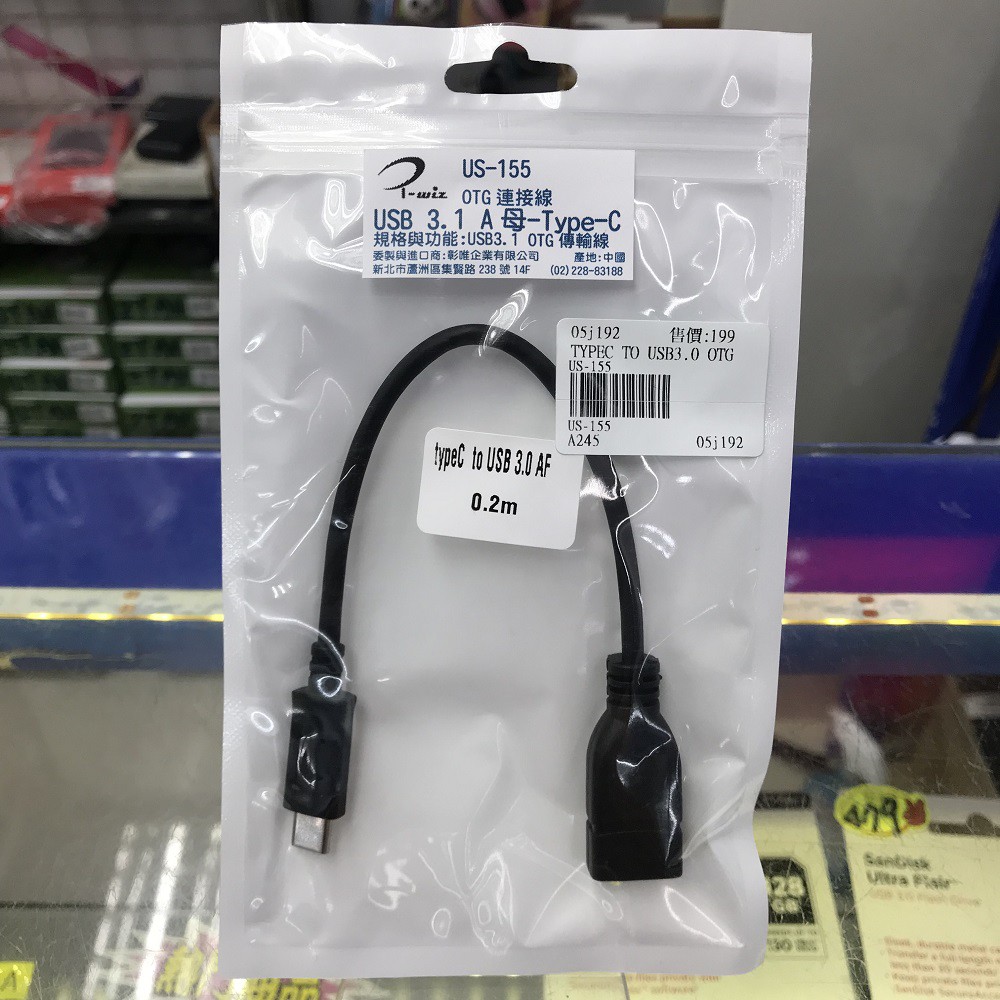 US-155
i-wiz
OTG 連接線
USB 3.1 A 母-Type-C
規格與功能:USB3.1 OTG 傳輸線
委製與進口商:彰唯企業有限公司 產地:中國
新北市蘆洲區集賢路 238 號 14F (02)228-83188
05j192 售價:199
TYPEC TO USB3.0 OTG
US-155
US-155
A245 05j192
typeC to USB 3.0 AF
0.2m
479
SanDisk
Ultra Flair
A